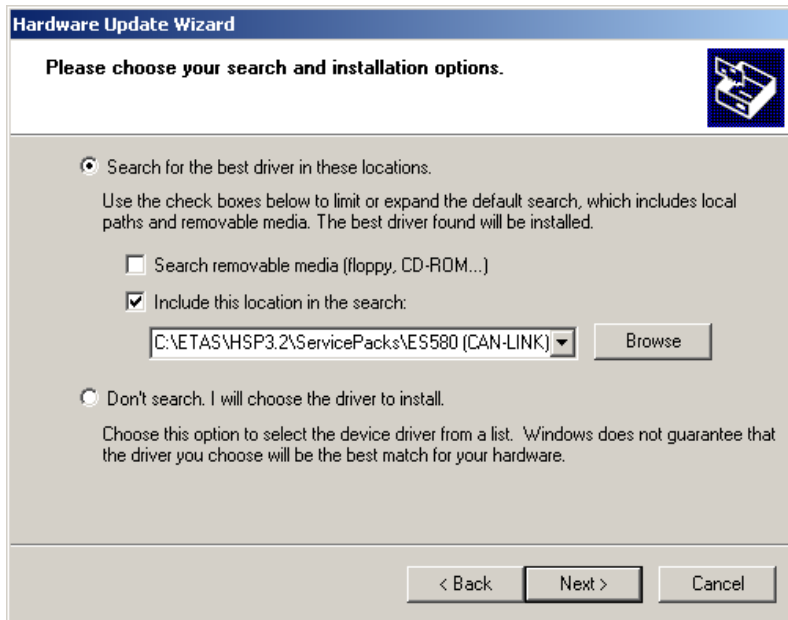 Hardware Update Wizard
Please choose your search and installation options.
Search for the best driver in these locations.
Use the check boxes below to limit or expand the default search, which includes local
paths and removable media. The best driver found will be installed.
Search removable media (floppy, CD-ROM...)
Include this location in the search:
C:\ETAS\HSP3.2\ServicePacks\ES580 (CAN-LINK)
Browse
Don't search. I will choose the driver to install.
Choose this option to select the device driver from a list. Windows does not guarantee that
the driver you choose will be the best match for your hardware.
< Back
Next >
Cancel